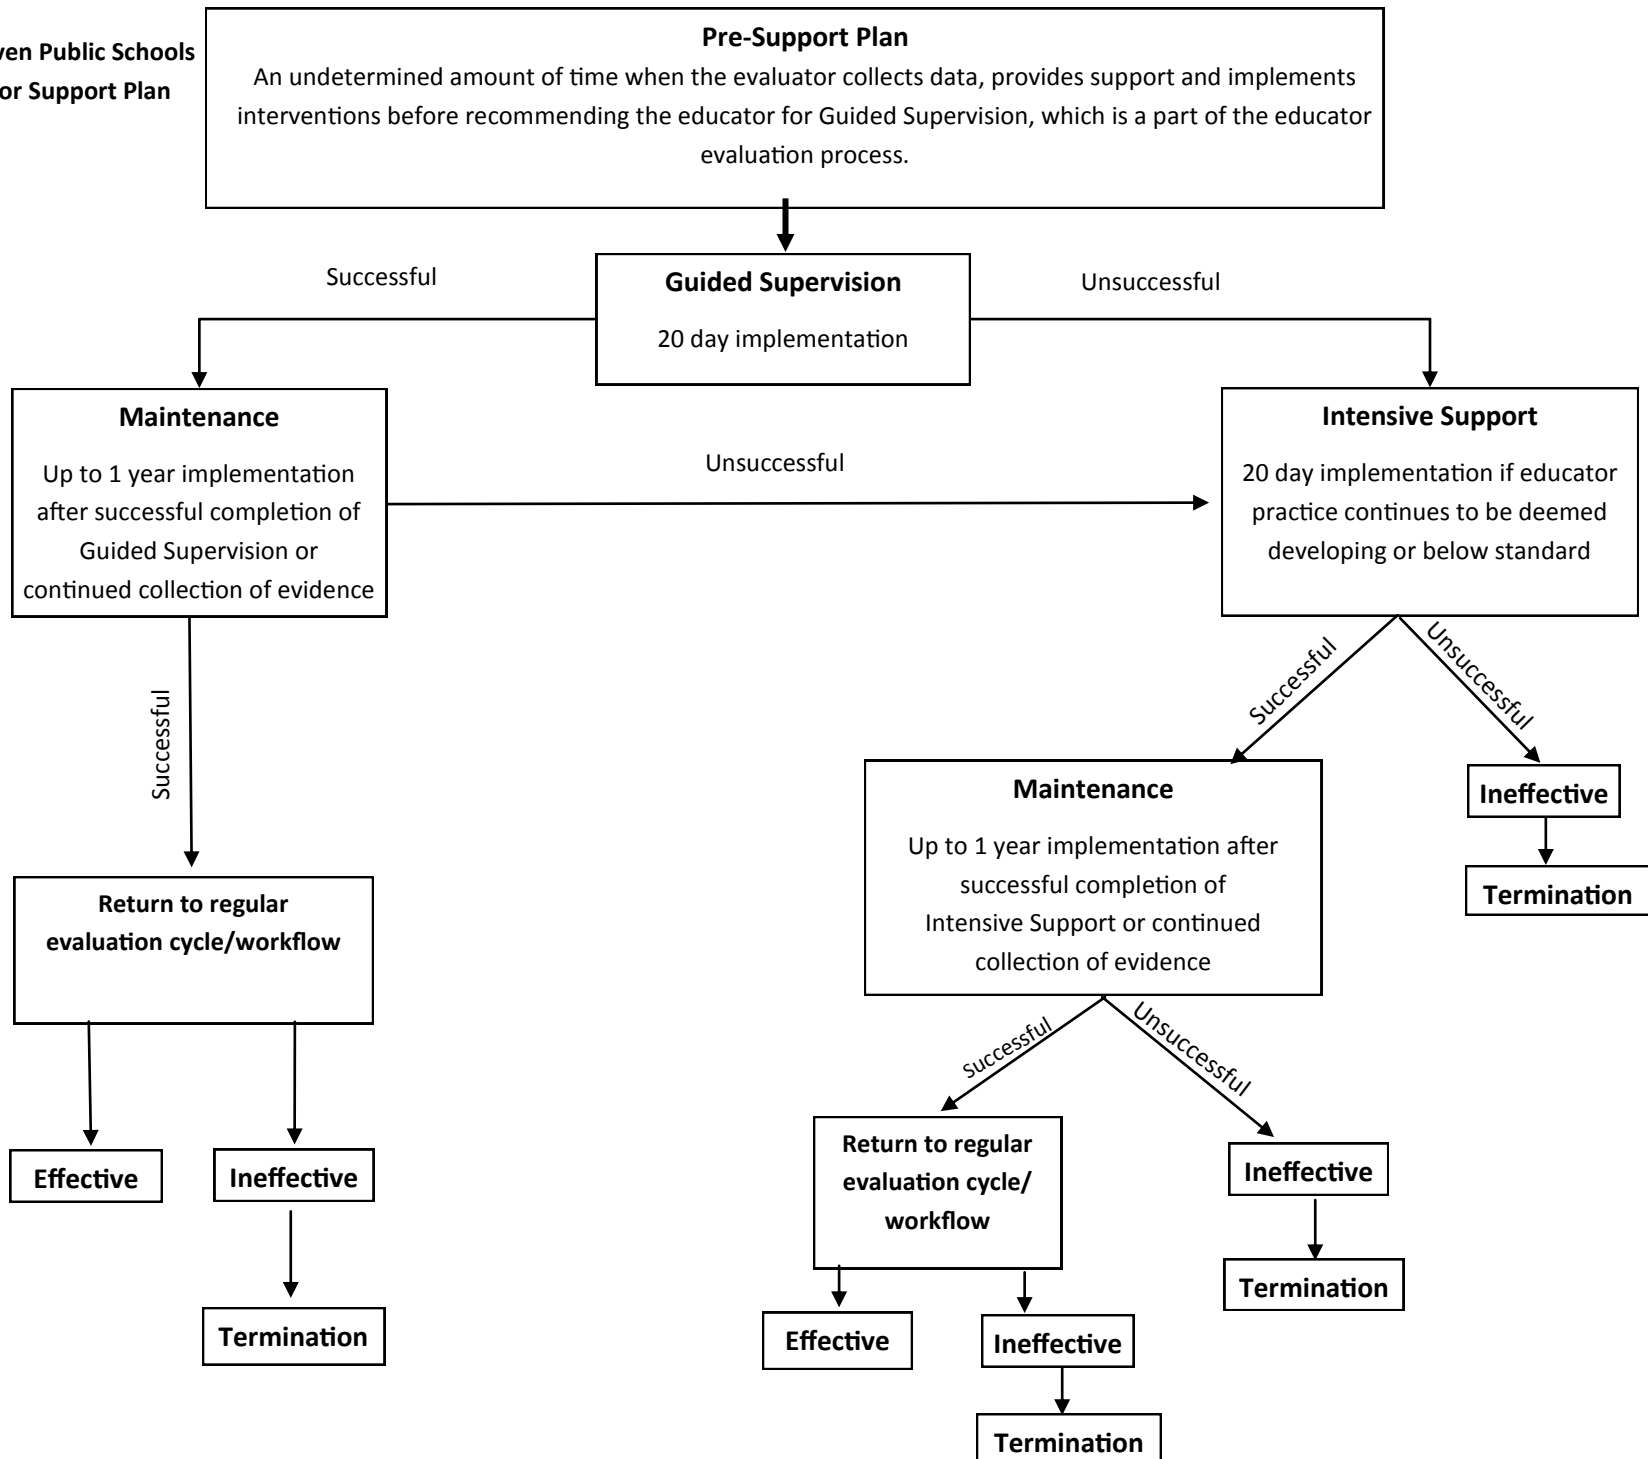 ven Public Schools
or Support Plan
Pre-Support Plan
An undetermined amount of time when the evaluator collects data, provides support and implements
interventions before recommending the educator for Guided Supervision, which is a part of the educator
evaluation process.
Successful
Guided Supervision
20 day implementation
Unsuccessful
Maintenance
Up to 1 year implementation
after successful completion of
Guided Supervision or
continued collection of evidence
Unsuccessful
Intensive Support
20 day implementation if educator
practice continues to be deemed
developing or below standard
Successful
Successful
Unsuccessful
Maintenance
Up to 1 year implementation after
successful completion of
Intensive Support or continued
collection of evidence
Ineffective
Termination
Return to regular
evaluation cycle/workflow
Effective
Ineffective
Termination
Successful
Unsuccessful
Return to regular
evaluation cycle/
workflow
Ineffective
Termination
Effective
Ineffective
Termination